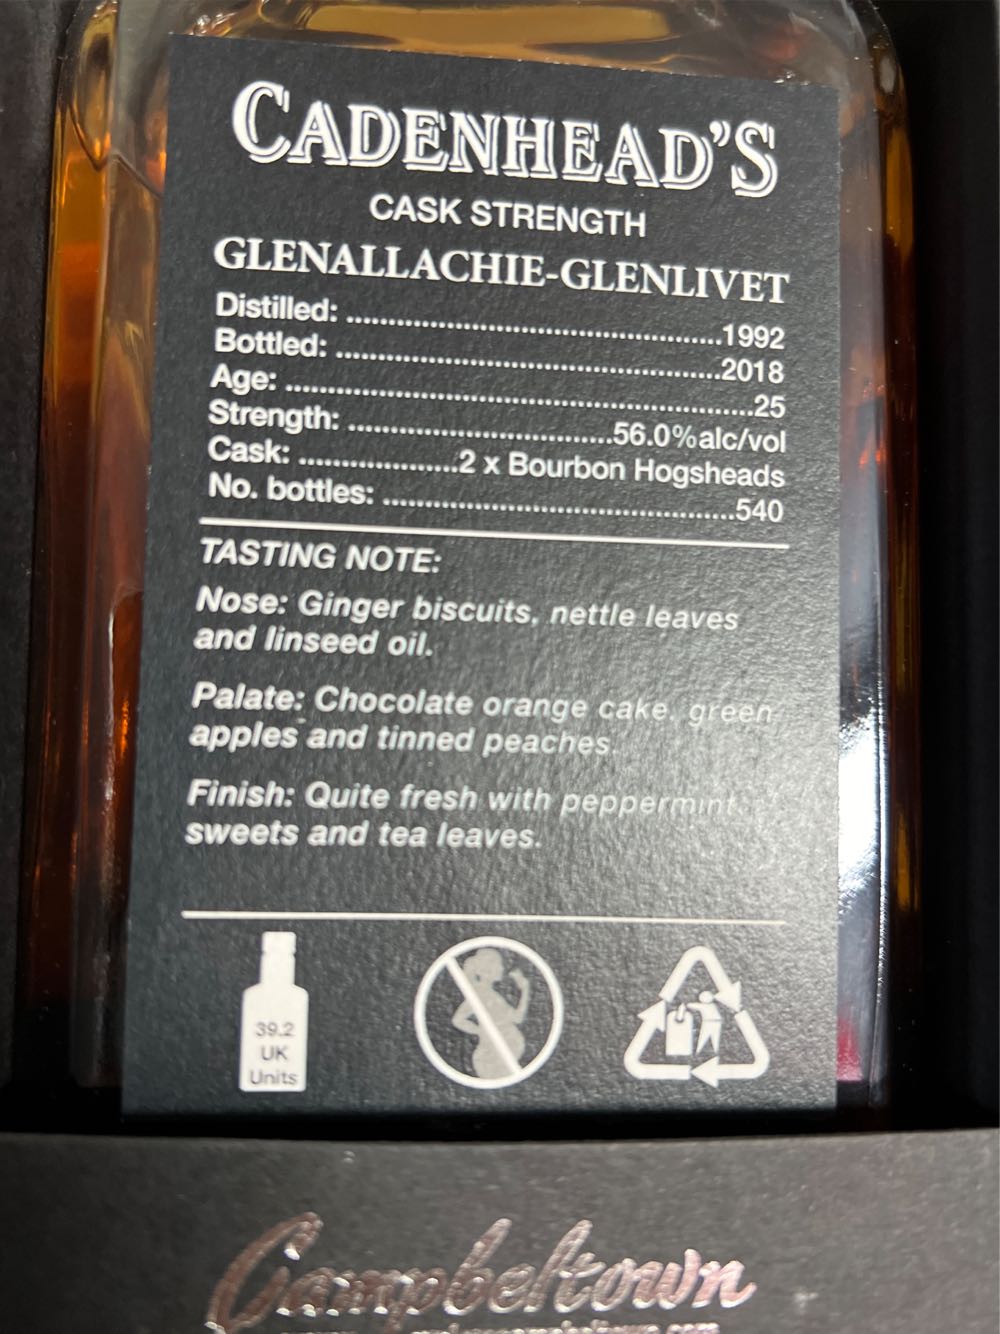 CADENHEAD'S
CASK STRENGTH
GLENALLACHIE-GLENLIVET
Distilled: ........................................................1992
Bottled: .........................................................2018
Age: .....................................................................25
Strength: .......................................56.0%alc/vol
Cask: .......................2 x Bourbon Hogsheads
No. bottles: ....................................................540
TASTING NOTE:
Nose: Ginger biscuits, nettle leaves
and linseed oil.
Palate: Chocolate orange cake, green
apples and tinned peaches.
Finish: Quite fresh with peppermint
sweets and tea leaves.
39.2
UK
Units
Campbeltown